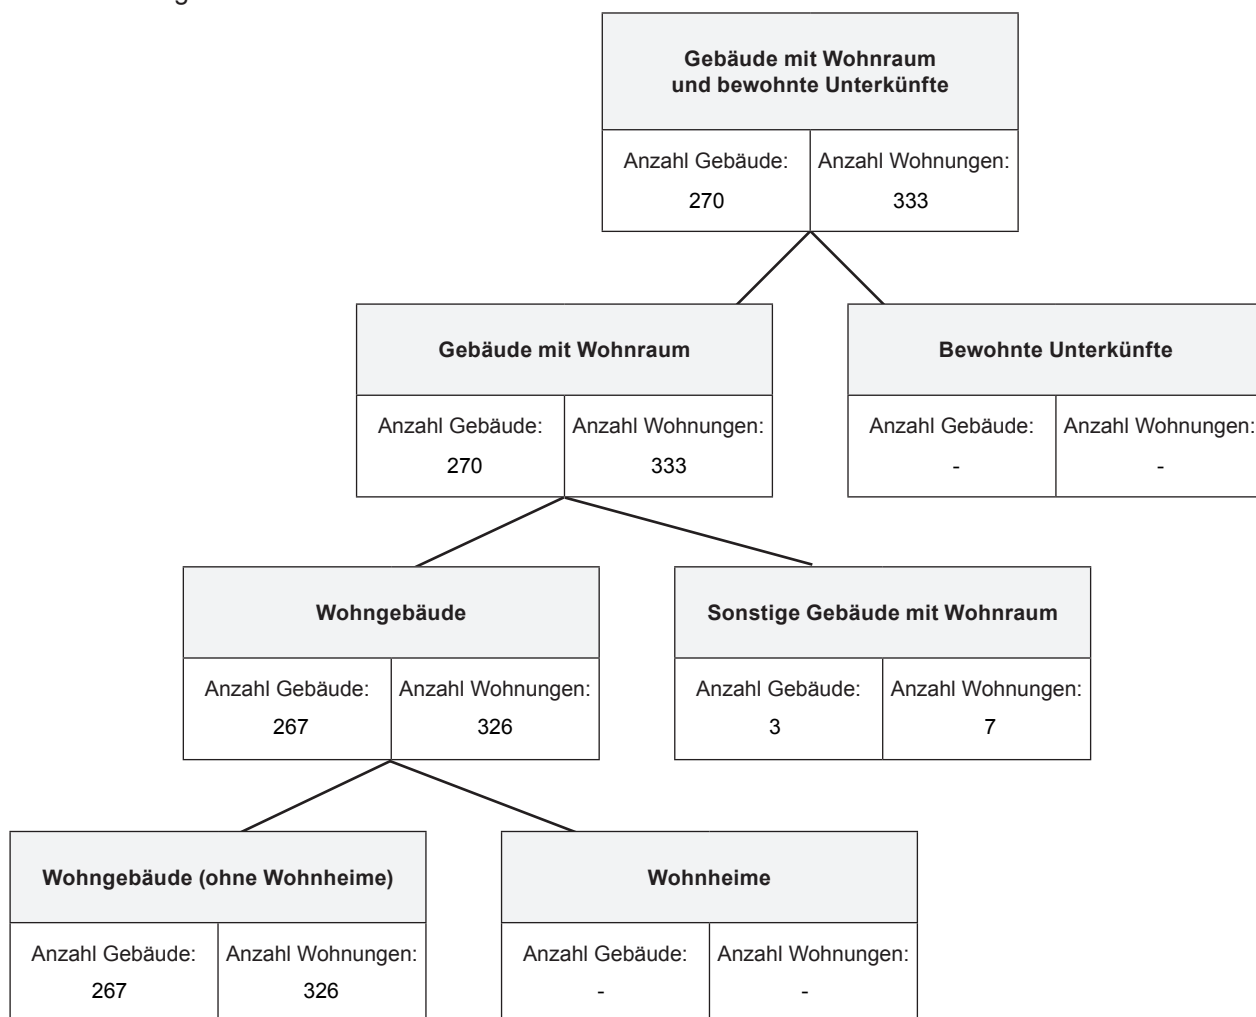 Gebäude mit Wohnraum
und bewohnte Unterkünfte
Anzahl Gebäude: Anzahl Wohnungen:
270 333
Gebäude mit Wohnraum
Bewohnte Unterkünfte
Anzahl Gebäude: Anzahl Wohnungen:
270 333
Anzahl Gebäude: Anzahl Wohnungen:
- -
Wohngebäude
Sonstige Gebäude mit Wohnraum
Anzahl Gebäude: Anzahl Wohnungen:
267 326
Anzahl Gebäude: Anzahl Wohnungen:
3 7
Wohngebäude (ohne Wohnheime)
Wohnheime
Anzahl Gebäude: Anzahl Wohnungen:
267 326
Anzahl Gebäude: Anzahl Wohnungen:
- -